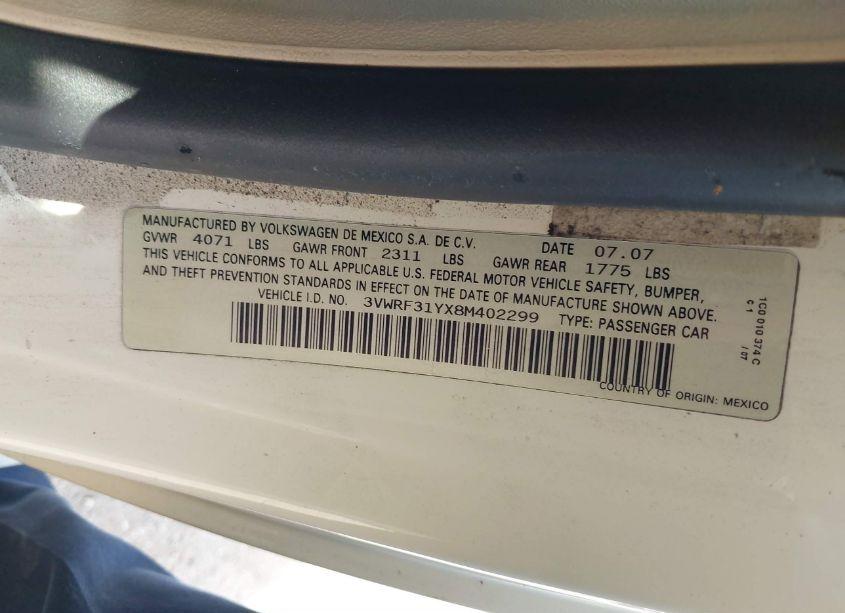 MANUFACTURED BY VOLKSWAGEN DE MEXICO S.A. DE C.V. DATE 07.07
GVWR 4071 LBS GAWR FRONT 2311 LBS GAWR REAR 1775 LBS
THIS VEHICLE CONFORMS TO ALL APPLICABLE U.S. FEDERAL MOTOR VEHICLE SAFETY, BUMPER,
AND THEFT PREVENTION STANDARDS IN EFFECT ON THE DATE OF MANUFACTURE SHOWN ABOVE.
VEHICLE I.D. NO. 3VWRF31YX8M402299 TYPE: PASSENGER CAR
COUNTRY OF ORIGIN: MEXICO
1C0 010 374 C
C 1 / 07